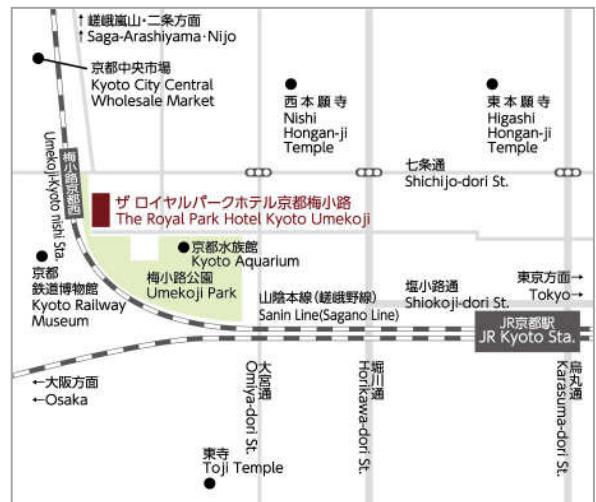 ↑嵯峨嵐山・二条方面
↑Saga-Arashiyama・Nijo
京都中央市場
Kyoto City Central
Wholesale Market
西本願寺
Nishi
Hongan-ji
Temple
東本願寺
Higashi
Hongan-ji
Temple
梅小路京都西
Umekoji-Kyoto nishi Sta.
七条通
Shichijo-dori St.
ザ ロイヤルパークホテル京都梅小路
The Royal Park Hotel Kyoto Umekoji
京都水族館
Kyoto Aquarium
京都
鉄道博物館
Kyoto Railway
Museum
梅小路公園
Umekoji Park
山陰本線(嵯峨野線)
Sanin Line(Sagano Line)
塩小路通
Shiokoji-dori St.
東京方面→
Tokyo→
JR京都駅
JR Kyoto Sta.
←大阪方面
←Osaka
大宮通
Omiya-dori St.
堀川通
Horikawa-dori St.
烏丸通
Karasuma-dori St.
東寺
Toji Temple